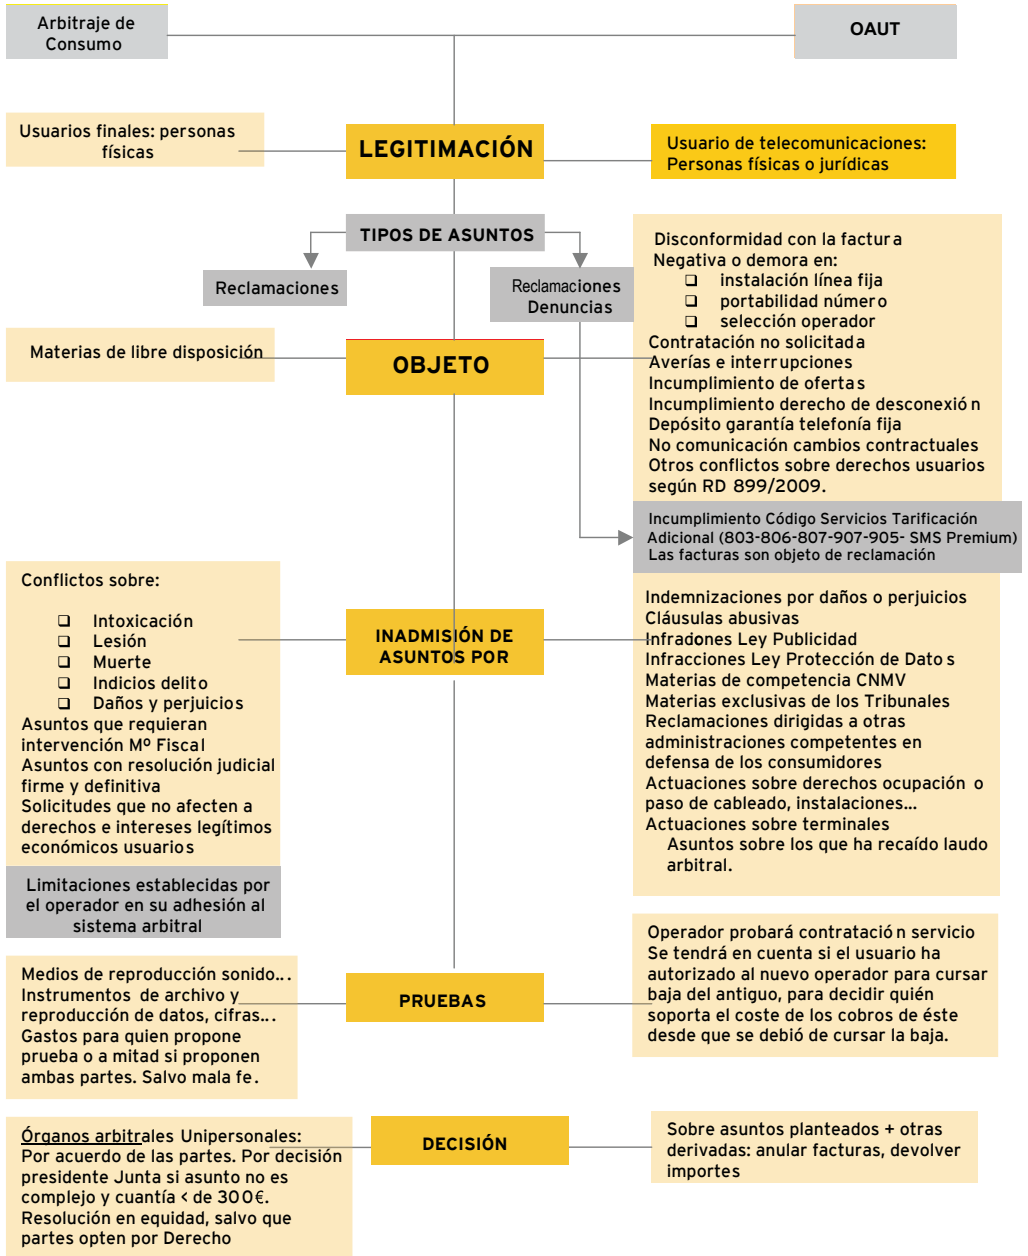 Arbitraje de
Consumo
OAUT
Usuarios finales: personas
físicas
LEGITIMACIÓN
Usuario de telecomunicaciones:
Personas físicas o jurídicas
TIPOS DE ASUNTOS
Reclamaciones
Reclamaciones
Denuncias
Disconformidad con la factura
Negativa o demora en:
❑ instalación línea fija
❑ portabilidad número
❑ selección operador
Contratación no solicitada
Averías e interrupciones
Incumplimiento de ofertas
Incumplimiento derecho de desconexión
Depósito garantía telefonía fija
No comunicación cambios contractuales
Otros conflictos sobre derechos usuarios
según RD 899/2009.
Materias de libre disposición
OBJETO
Incumplimiento Código Servicios Tarificación
Adicional (803-806-807-907-905- SMS Premium)
Las facturas son objeto de reclamación
Conflictos sobre:
❑ Intoxicación
❑ Lesión
❑ Muerte
❑ Indicios delito
❑ Daños y perjuicios
Asuntos que requieran
intervención Mº Fiscal
Asuntos con resolución judicial
firme y definitiva
Solicitudes que no afecten a
derechos e intereses legítimos
económicos usuarios
INADMISIÓN DE
ASUNTOS POR
Indemnizaciones por daños o perjuicios
Cláusulas abusivas
Infradones Ley Publicidad
Infracciones Ley Protección de Datos
Materias de competencia CNMV
Materias exclusivas de los Tribunales
Reclamaciones dirigidas a otras
administraciones competentes en
defensa de los consumidores
Actuaciones sobre derechos ocupación o
paso de cableado, instalaciones...
Actuaciones sobre terminales
Asuntos sobre los que ha recaído laudo
arbitral.
Limitaciones establecidas por
el operador en su adhesión al
sistema arbitral
Medios de reproducción sonido...
Instrumentos de archivo y
reproducción de datos, cifras...
Gastos para quien propone
prueba o a mitad si proponen
ambas partes. Salvo mala fe.
PRUEBAS
Operador probará contratación servicio
Se tendrá en cuenta si el usuario ha
autorizado al nuevo operador para cursar
baja del antiguo, para decidir quién
soporta el coste de los cobros de éste
desde que se debió de cursar la baja.
Órganos arbitrales Unipersonales:
Por acuerdo de las partes. Por decisión
presidente Junta si asunto no es
complejo y cuantía < de 300€.
Resolución en equidad, salvo que
partes opten por Derecho
DECISIÓN
Sobre asuntos planteados + otras
derivadas: anular facturas, devolver
importes